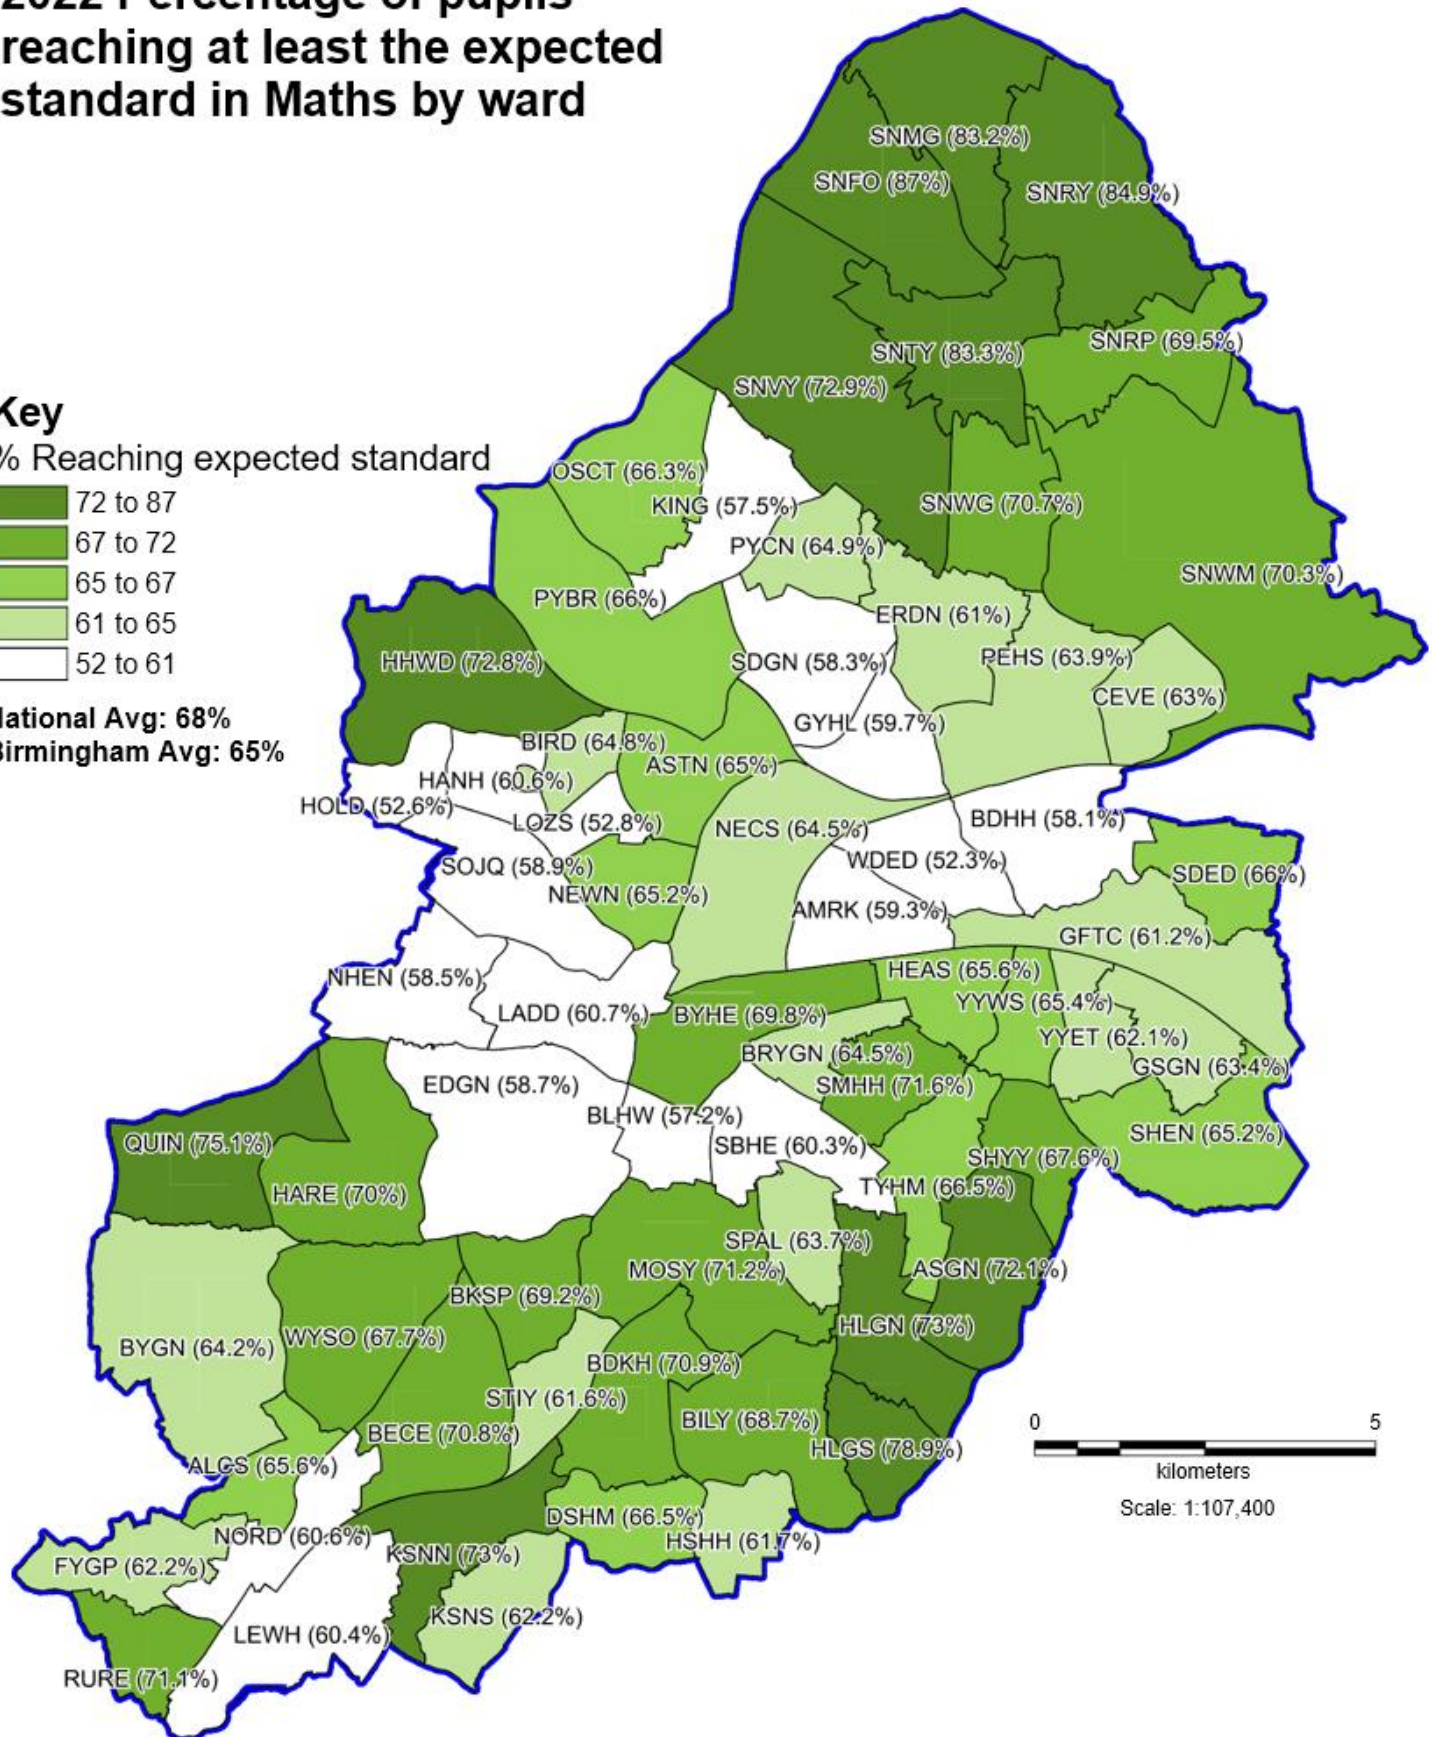 2022 Percentage of pupils
reaching at least the expected
standard in Maths by ward
SNMG (83.2%)
SNFO (87%)
SNRY (84.9%)
SNRP (69.5%)
SNTY (83.3%)
SNVY (72.9%)
Key
% Reaching expected standard
72 to 87
67 to 72
65 to 67
61 to 65
52 to 61
National Avg: 68%
Birmingham Avg: 65%
OSCT (66.3%)
KING (57.5%)
SNWG (70.7%)
PYCN (64.9%)
SNWM (70.3%)
PYBR (66%)
ERDN (61%)
HHWD (72.8%)
SDGN (58.3%)
PEHS (63.9%)
CEVE (63%)
GYHL (59.7%)
BIRD (64.8%)
ASTN (65%)
HANH (60.6%)
HOLD (52.6%)
LOZS (52.8%)
NECS (64.5%)
BDHH (58.1%)
SOJQ (58.9%)
WDED (52.3%)
SDED (66%)
NEWN (65.2%)
AMRK (59.3%)
GFTC (61.2%)
NHEN (58.5%)
HEAS (65.6%)
YYWS (65.4%)
LADD (60.7%)
BYHE (69.8%)
YYET (62.1%)
BRYGN (64.5%)
GSGN (63.4%)
EDGN (58.7%)
SMHH (71.6%)
BLHW (57.2%)
SHEN (65.2%)
QUIN (75.1%)
SBHE (60.3%)
SHYY (67.6%)
HARE (70%)
TYHM (66.5%)
SPAL (63.7%)
MOSY (71.2%)
ASGN (72.1%)
BKSP (69.2%)
HLGN (73%)
BYGN (64.2%)
WYSO (67.7%)
BDKH (70.9%)
STIY (61.6%)
BILY (68.7%)
BECE (70.8%)
HLGS (78.9%)
0 5
kilometers
Scale: 1:107,400
ALCS (65.6%)
DSHM (66.5%)
NORD (60.6%)
HSHH (61.7%)
KSNN (73%)
FYGP (62.2%)
KSNS (62.2%)
LEWH (60.4%)
RURE (71.1%)